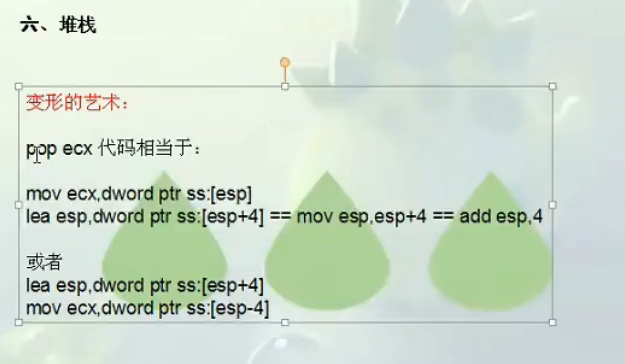 六、堆栈
变形的艺术：
pop ecx 代码相当于：
mov ecx,dword ptr ss:[esp]
lea esp,dword ptr ss:[esp+4] == mov esp,esp+4 == add esp,4
或者
lea esp,dword ptr ss:[esp+4]
mov ecx,dword ptr ss:[esp-4]